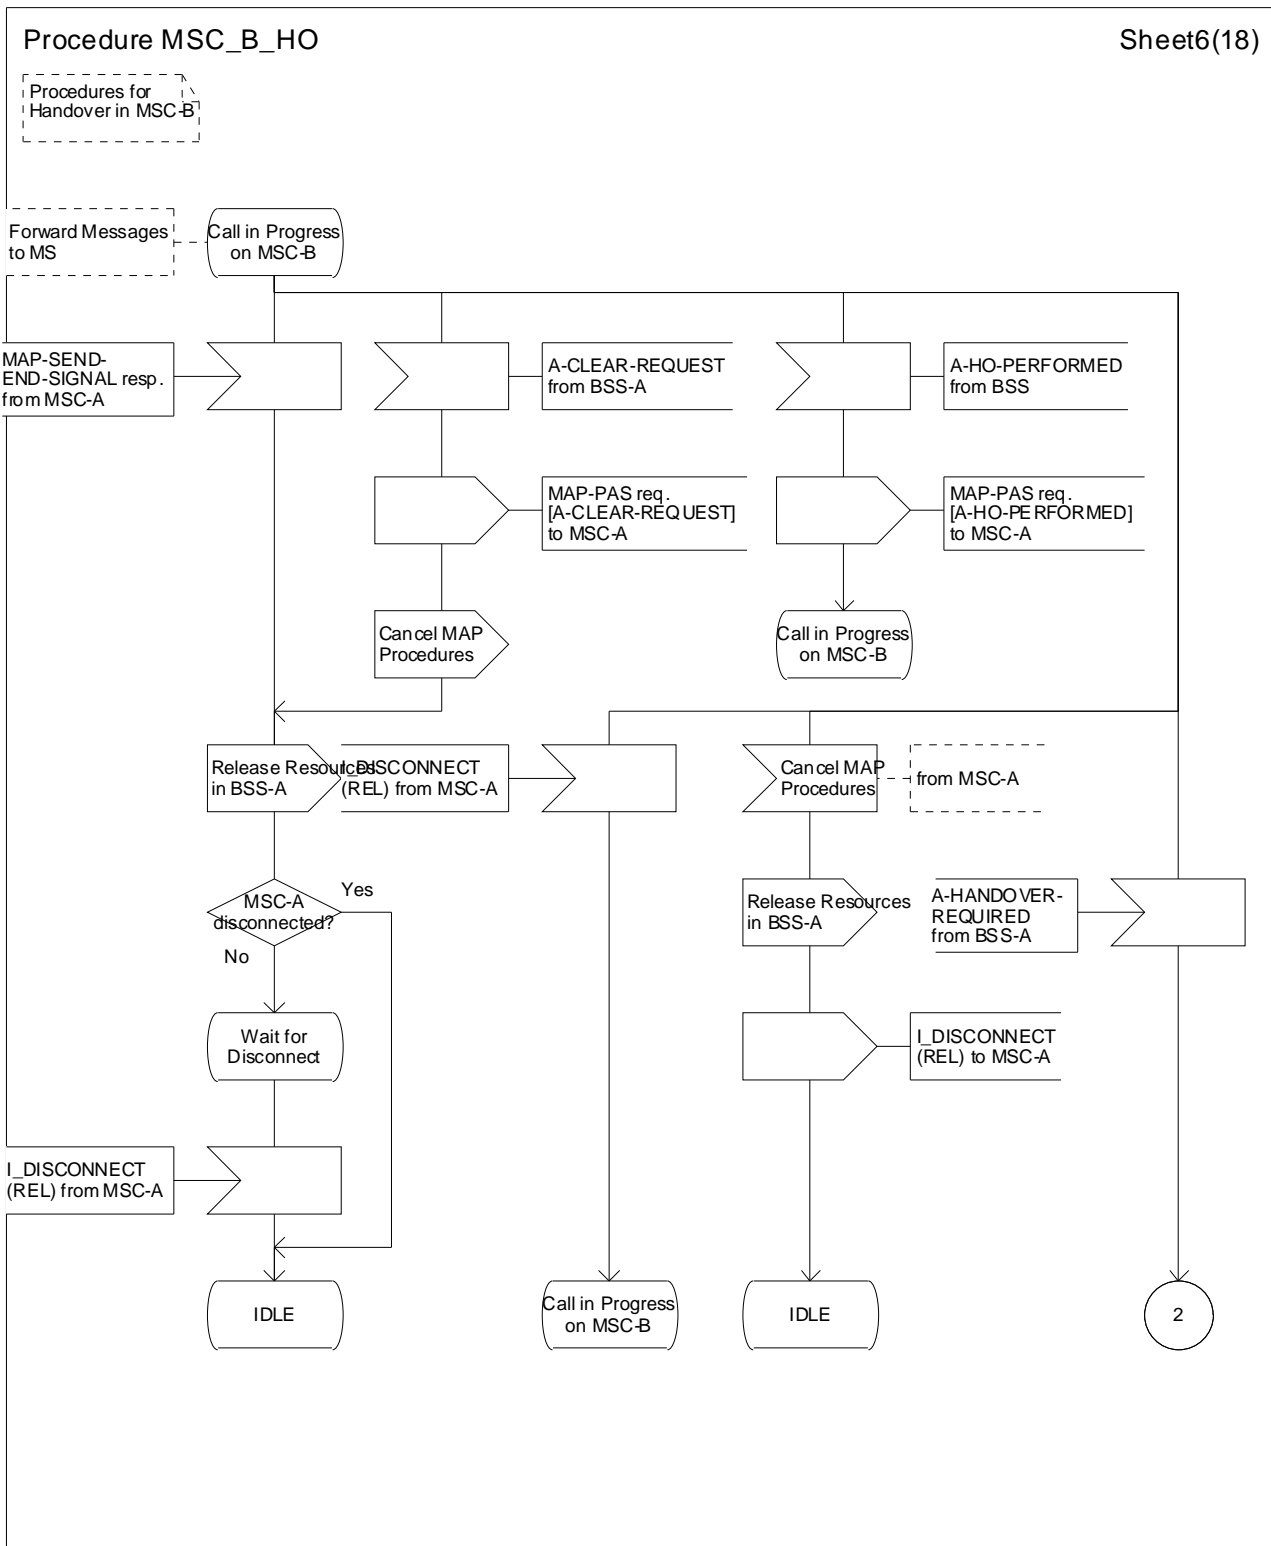 Procedure MSC_B_HO
Sheet6(18)
Procedures for
Handover in MSC-B
Forward Messages
to MS
Call in Progress
on MSC-B
MAP-SEND-
END-SIGNAL resp.
from MSC-A
A-CLEAR-REQUEST
from BSS-A
A-HO-PERFORMED
from BSS
MAP-PAS req.
[A-CLEAR-REQUEST]
to MSC-A
MAP-PAS req.
[A-HO-PERFORMED]
to MSC-A
Cancel MAP
Procedures
Call in Progress
on MSC-B
Release Resources
in BSS-A
I_DISCONNECT
(REL) from MSC-A
Cancel MAP
Procedures
from MSC-A
MSC-A
disconnected?
Yes
No
Release Resources
in BSS-A
A-HANDOVER-
REQUIRED
from BSS-A
Wait for
Disconnect
I_DISCONNECT
(REL) to MSC-A
I_DISCONNECT
(REL) from MSC-A
IDLE
Call in Progress
on MSC-B
IDLE
2